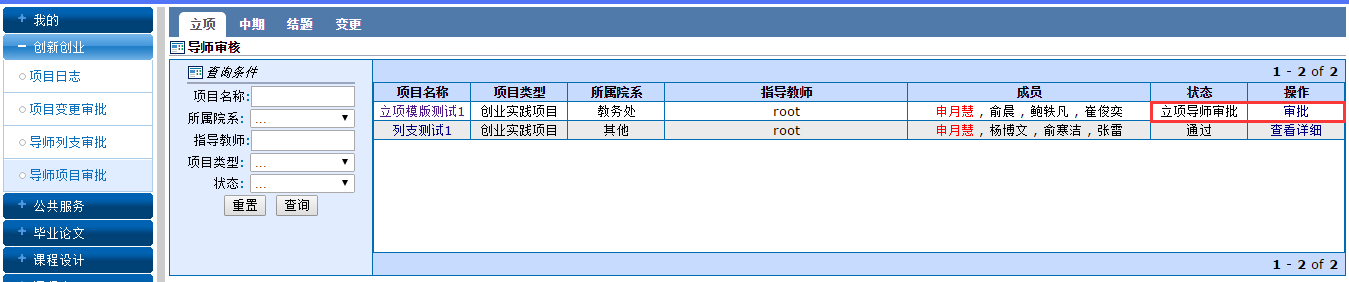 我的
创新创业
项目日志
项目变更审批
导师列支审批
导师项目审批
公共服务
毕业论文
课程设计
立项 中期 结题 变更
导师审核
查询条件
项目名称:
所属院系: ...
指导教师:
项目类型: ...
状态: ...
重置 查询
1 - 2 of 2
项目名称 项目类型 所属院系 指导教师 成员 状态 操作
立项模版测试1 创业实践项目 教务处 root 申月慧，俞晨，鲍轶凡，崔俊奕 立项导师审批 审批
列支测试1 创业实践项目 其他 root 申月慧，杨博文，俞寒洁，张雷 通过 查看详细
1 - 2 of 2